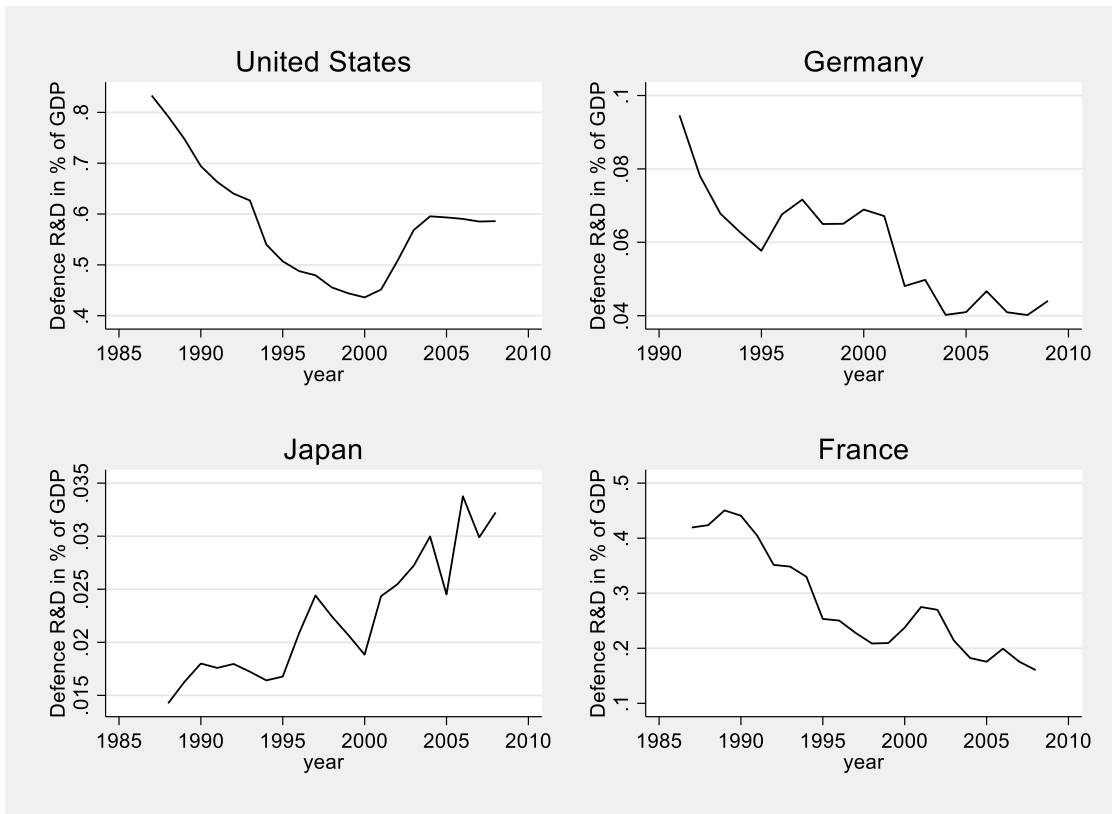 United States
Defence R&D in % of GDP
.8
.7
.6
.5
.4
1985 1990 1995 2000 2005 2010
year
Germany
Defence R&D in % of GDP
.1
.08
.06
.04
1990 1995 2000 2005 2010
year
Japan
Defence R&D in % of GDP
.035
.03
.025
.02
.015
1985 1990 1995 2000 2005 2010
year
France
Defence R&D in % of GDP
.5
.4
.3
.2
.1
1985 1990 1995 2000 2005 2010
year